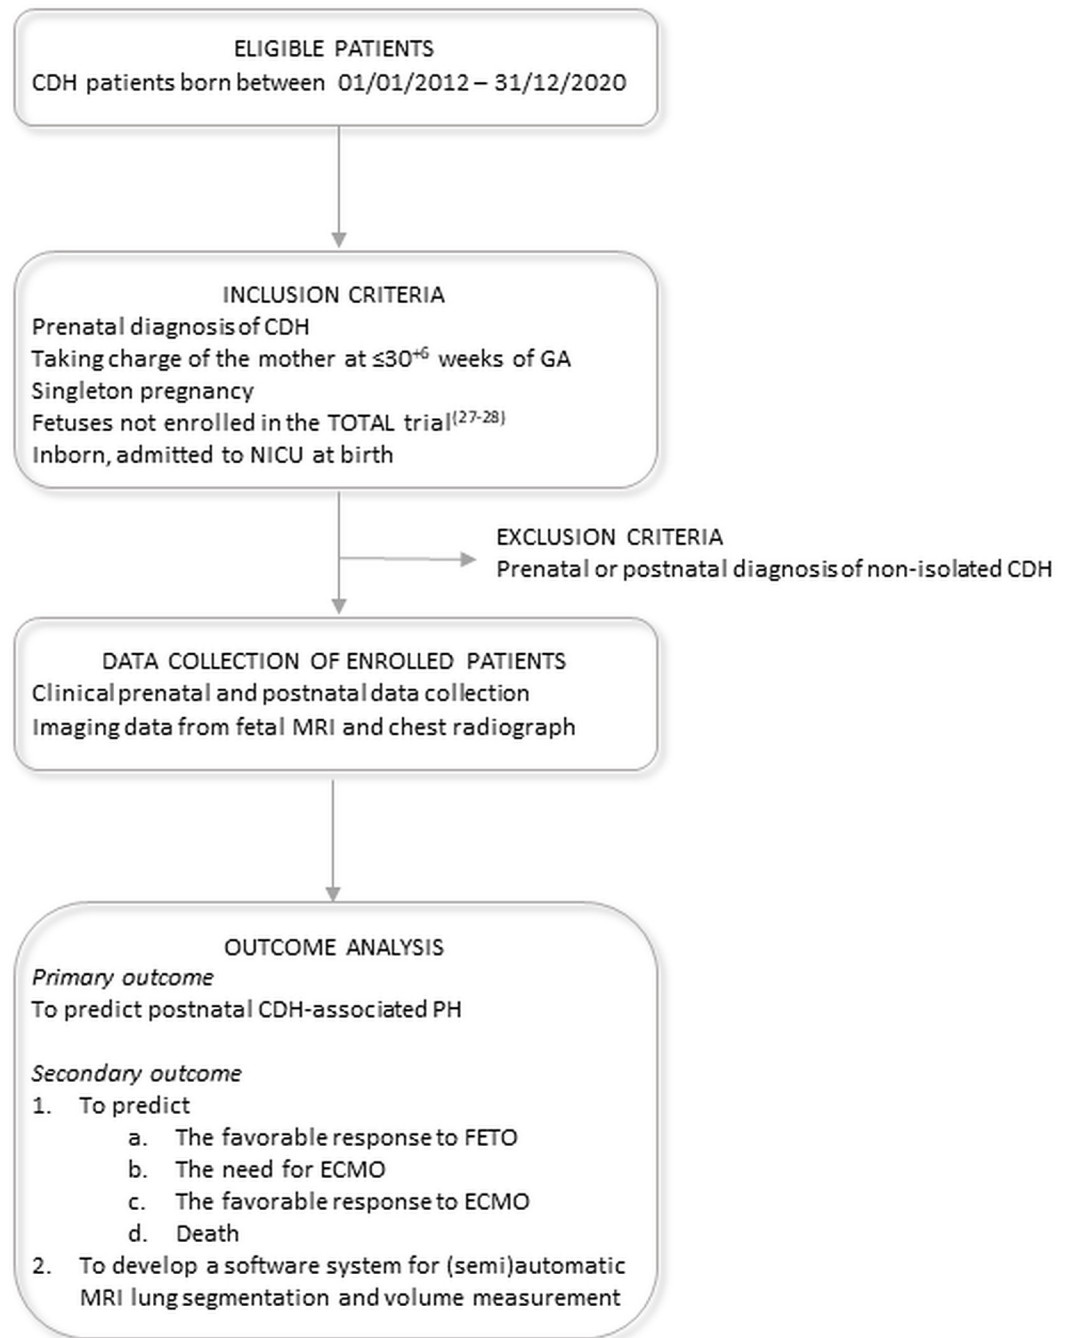 ELIGIBLE PATIENTS
CDH patients born between 01/01/2012 – 31/12/2020
INCLUSION CRITERIA
Prenatal diagnosis of CDH
Taking charge of the mother at ≤30⁺⁶ weeks of GA
Singleton pregnancy
Fetuses not enrolled in the TOTAL trial⁽²⁷⁻²⁸⁾
Inborn, admitted to NICU at birth
EXCLUSION CRITERIA
Prenatal or postnatal diagnosis of non-isolated CDH
DATA COLLECTION OF ENROLLED PATIENTS
Clinical prenatal and postnatal data collection
Imaging data from fetal MRI and chest radiograph
OUTCOME ANALYSIS
Primary outcome
To predict postnatal CDH-associated PH
Secondary outcome
1. To predict
a. The favorable response to FETO
b. The need for ECMO
c. The favorable response to ECMO
d. Death
2. To develop a software system for (semi)automatic
MRI lung segmentation and volume measurement